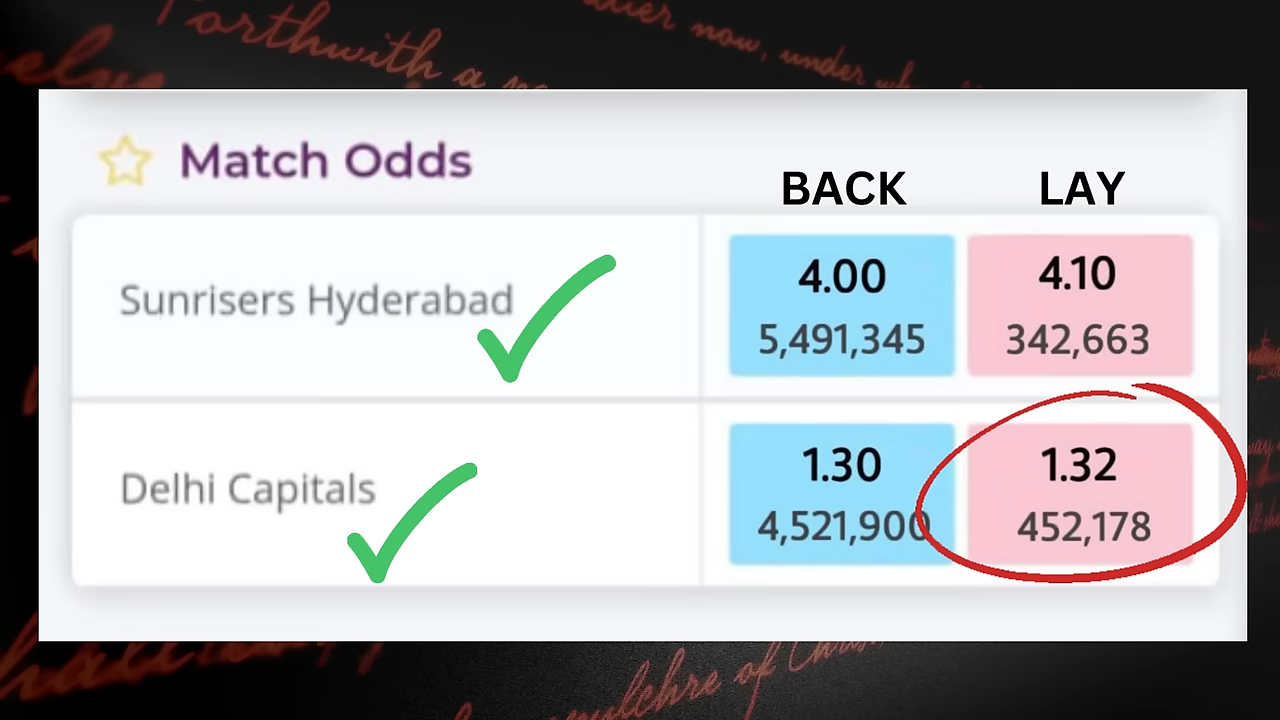 Forthwith a
now, under
Match Odds
BACK LAY
Sunrisers Hyderabad
4.00 4.10
5,491,345 342,663
Delhi Capitals
1.30 1.32
4,521,900 452,178
of